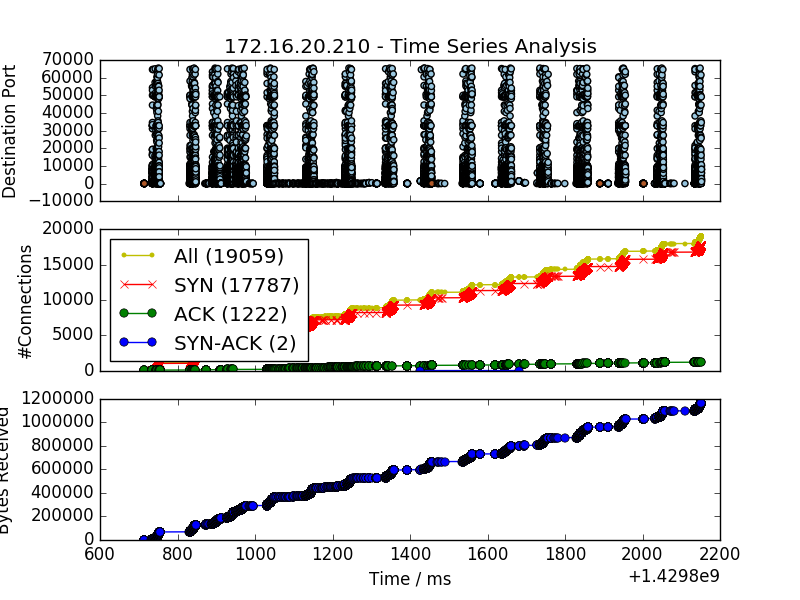 172.16.20.210 - Time Series Analysis
Destination Port
70000
60000
50000
40000
30000
20000
10000
0
−10000
#Connections
20000
15000
10000
5000
0
All (19059)
SYN (17787)
ACK (1222)
SYN-ACK (2)
Bytes Received
1200000
1000000
800000
600000
400000
200000
0
600 800 1000 1200 1400 1600 1800 2000 2200
Time / ms
+1.4298e9